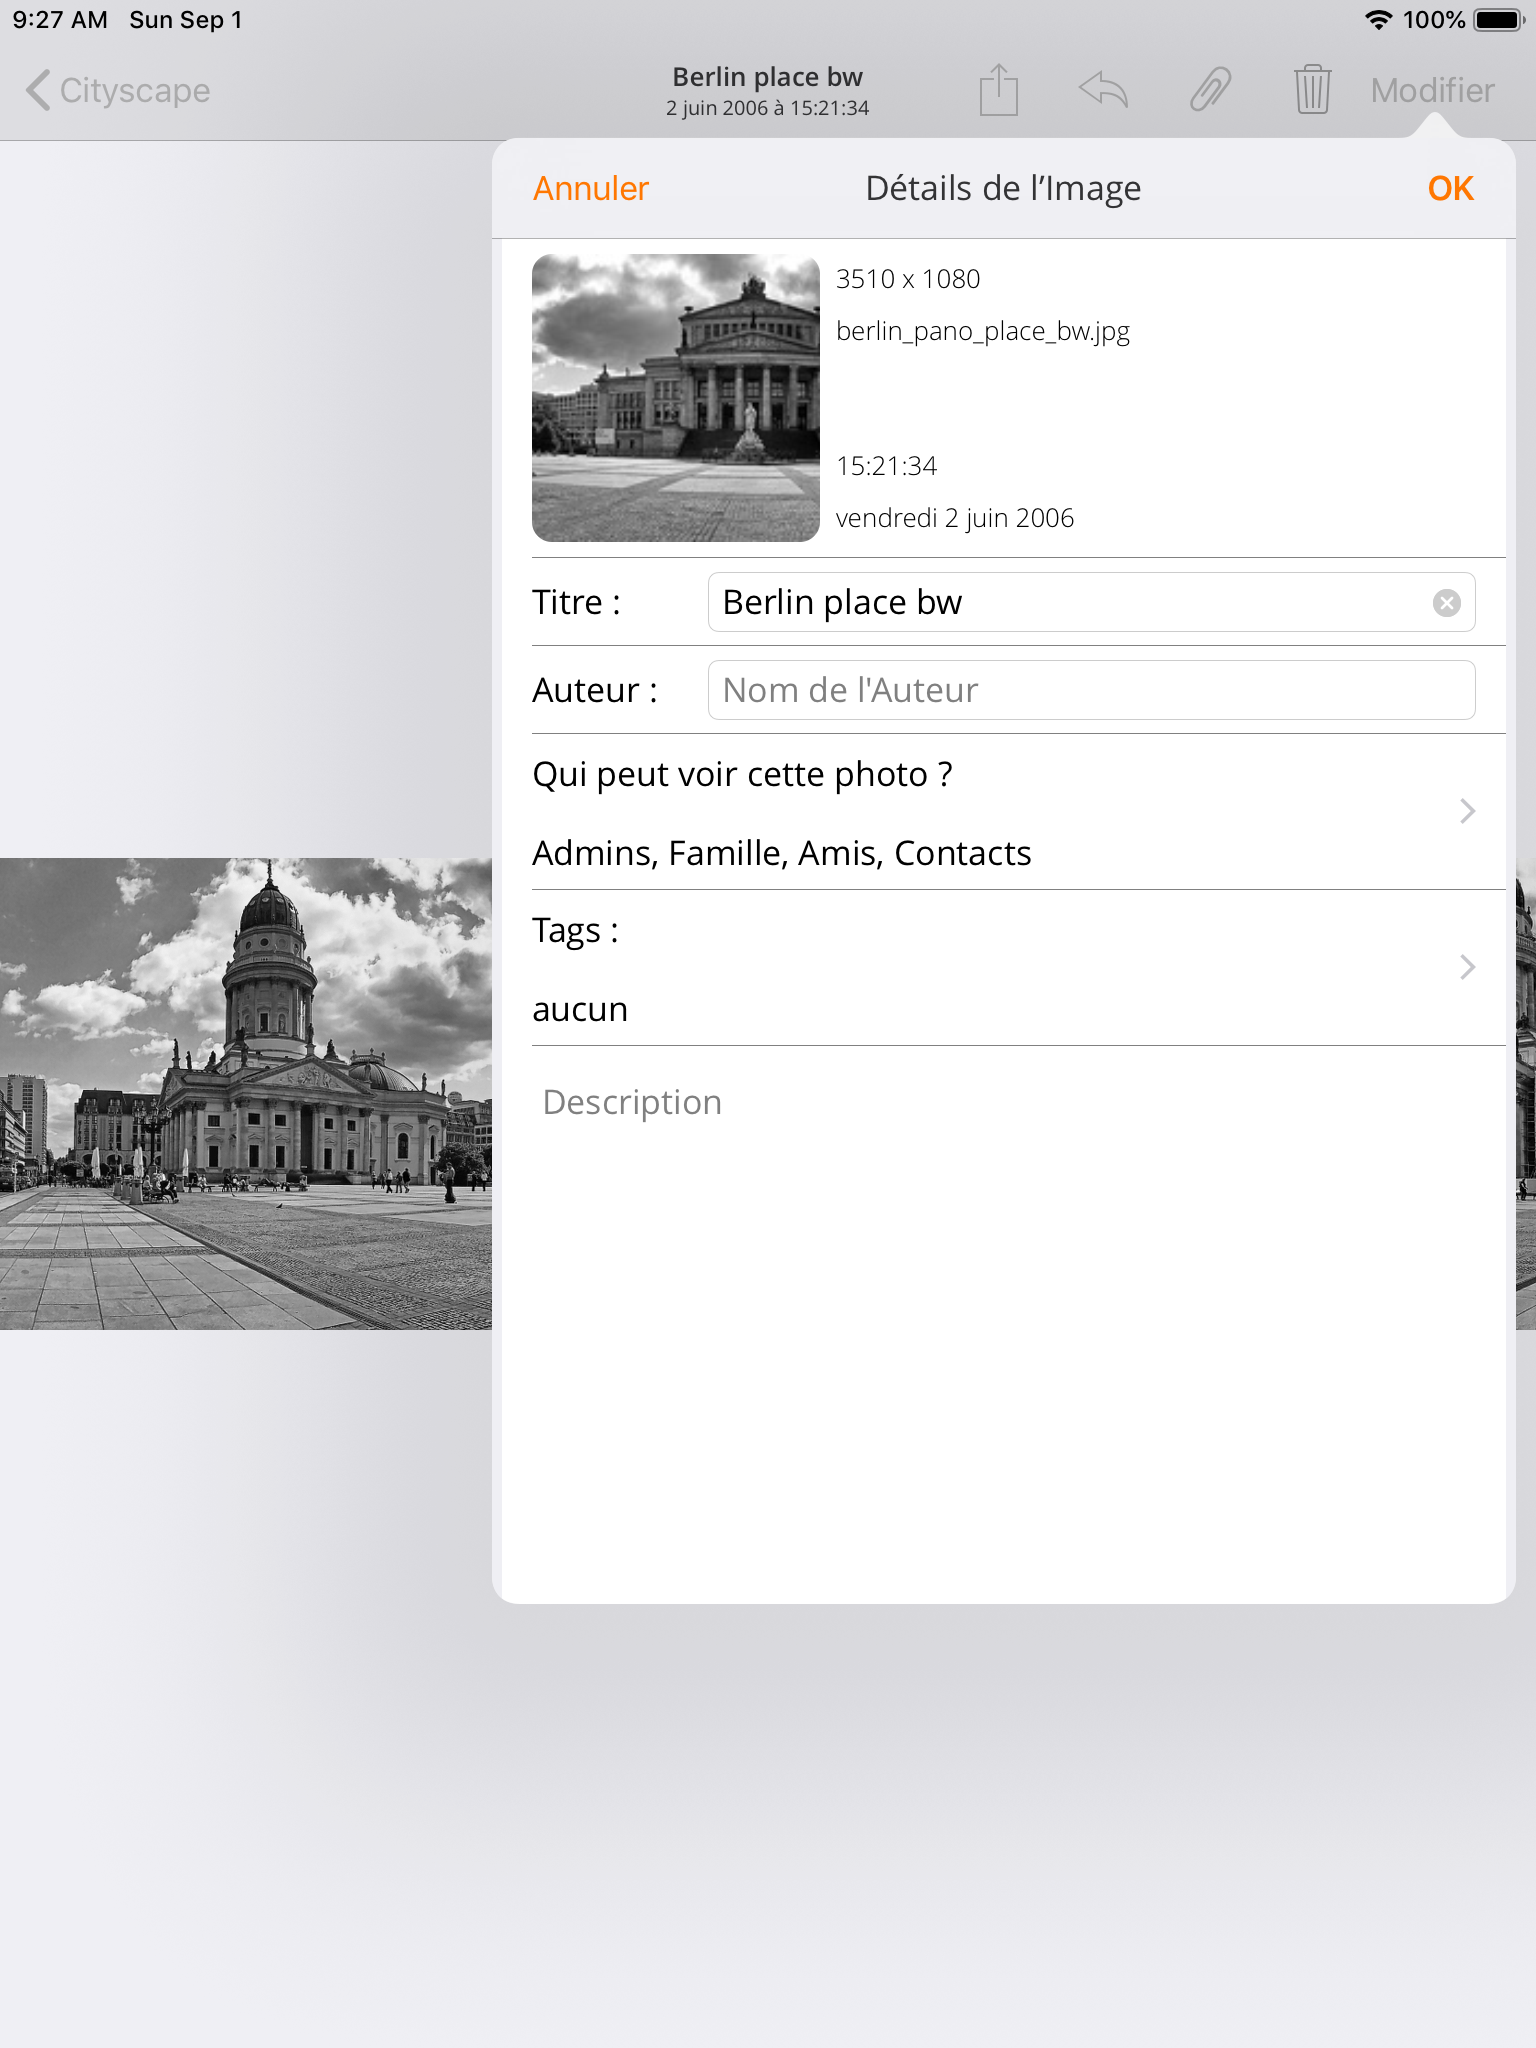 9:27 AM Sun Sep 1 100%
Cityscape
Berlin place bw
2 juin 2006 à 15:21:34
Modifier
Annuler Détails de l’Image OK
3510 x 1080
berlin_pano_place_bw.jpg
15:21:34
vendredi 2 juin 2006
Titre : Berlin place bw
Auteur : Nom de l'Auteur
Qui peut voir cette photo ?
Admins, Famille, Amis, Contacts
Tags :
aucun
Description